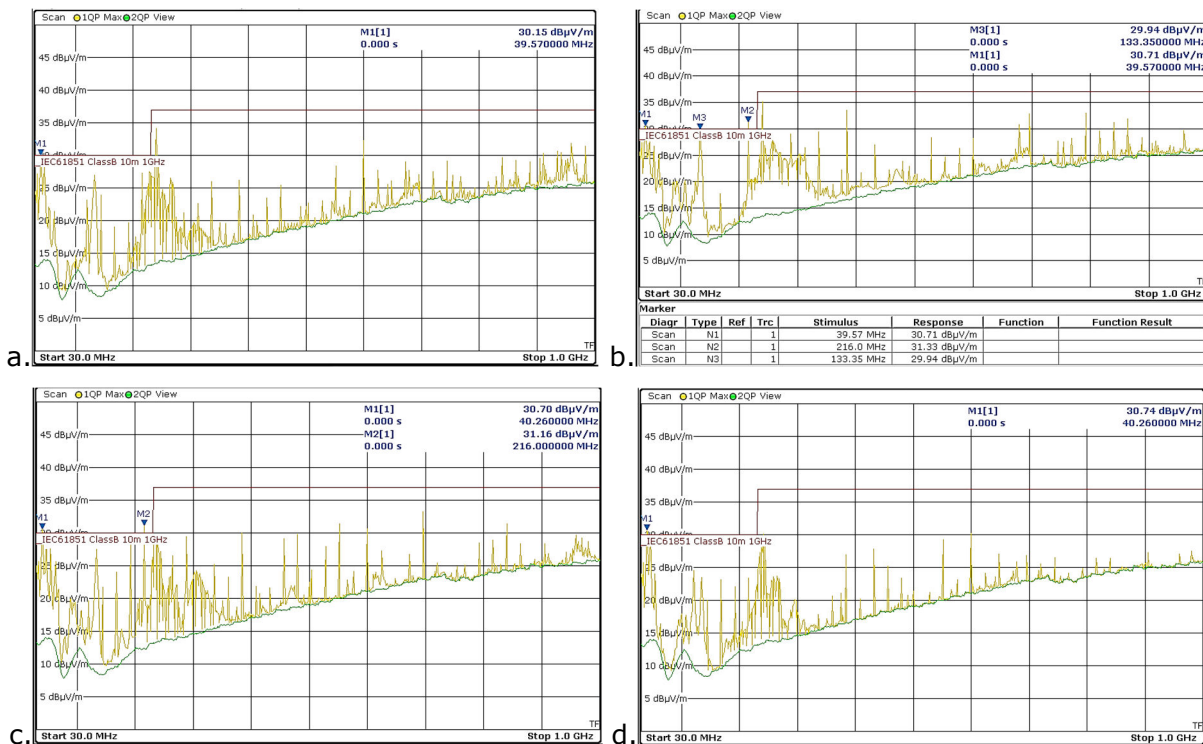 Scan 1QP Max 2QP View
M1[1] 30.15 dBµV/m
0.000 s 39.570000 MHz
45 dBµV/m
40 dBµV/m
35 dBµV/m
M1
30 dBµV/m
IEC61851 ClassB 10m 1GHz
25 dBµV/m
20 dBµV/m
15 dBµV/m
10 dBµV/m
5 dBµV/m
TF
Start 30.0 MHz Stop 1.0 GHz
a.
Scan 1QP Max 2QP View
M3[1] 29.94 dBµV/m
0.000 s 133.350000 MHz
M1[1] 30.71 dBµV/m
0.000 s 39.570000 MHz
45 dBµV/m
40 dBµV/m
35 dBµV/m
M1 M3 M2
IEC61851 ClassB 10m 1GHz
25 dBµV/m
20 dBµV/m
15 dBµV/m
10 dBµV/m
5 dBµV/m
Start 30.0 MHz Stop 1.0 GHz
Marker
Diagr Type Ref Trc Stimulus Response Function Function Result
Scan N1 1 39.57 MHz 30.71 dBµV/m
Scan N2 1 216.0 MHz 31.33 dBµV/m
Scan N3 1 133.35 MHz 29.94 dBµV/m
b.
Scan 1QP Max 2QP View
M1[1] 30.70 dBµV/m
0.000 s 40.260000 MHz
M2[1] 31.16 dBµV/m
0.000 s 216.000000 MHz
45 dBµV/m
40 dBµV/m
35 dBµV/m
M1 M2
IEC61851 ClassB 10m 1GHz
25 dBµV/m
20 dBµV/m
15 dBµV/m
10 dBµV/m
5 dBµV/m
TF
Start 30.0 MHz Stop 1.0 GHz
c.
Scan 1QP Max 2QP View
M1[1] 30.74 dBµV/m
0.000 s 40.260000 MHz
45 dBµV/m
40 dBµV/m
35 dBµV/m
M1
30 dBµV/m
IEC61851 ClassB 10m 1GHz
25 dBµV/m
20 dBµV/m
15 dBµV/m
10 dBµV/m
5 dBµV/m
TF
Start 30.0 MHz Stop 1.0 GHz
d.